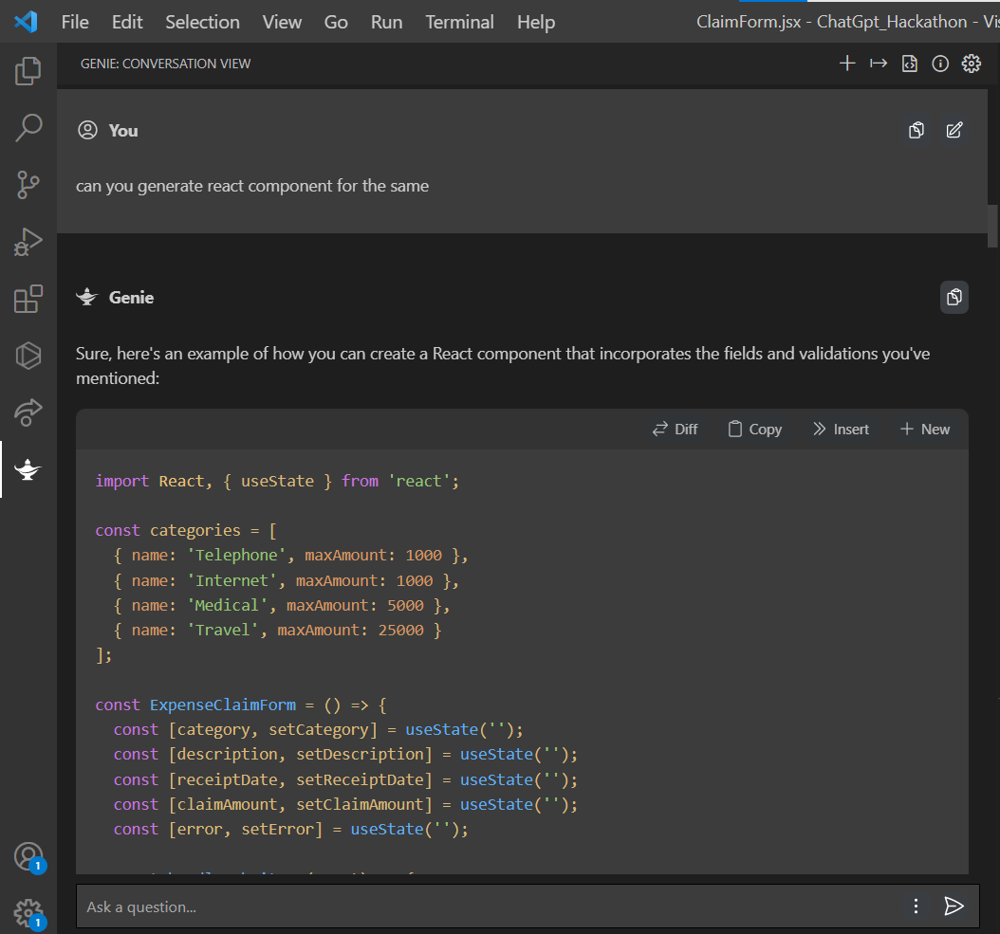 File Edit Selection View Go Run Terminal Help ClaimForm.jsx - ChatGpt_Hackathon - Vis
GENIE: CONVERSATION VIEW
You
can you generate react component for the same
Genie
Sure, here's an example of how you can create a React component that incorporates the fields and validations you've
mentioned:
Diff Copy Insert New
import React, { useState } from 'react';
const categories = [
{ name: 'Telephone', maxAmount: 1000 },
{ name: 'Internet', maxAmount: 1000 },
{ name: 'Medical', maxAmount: 5000 },
{ name: 'Travel', maxAmount: 25000 }
];
const ExpenseClaimForm = () => {
const [category, setCategory] = useState('');
const [description, setDescription] = useState('');
const [receiptDate, setReceiptDate] = useState('');
const [claimAmount, setClaimAmount] = useState('');
const [error, setError] = useState('');
1
Ask a question...
1